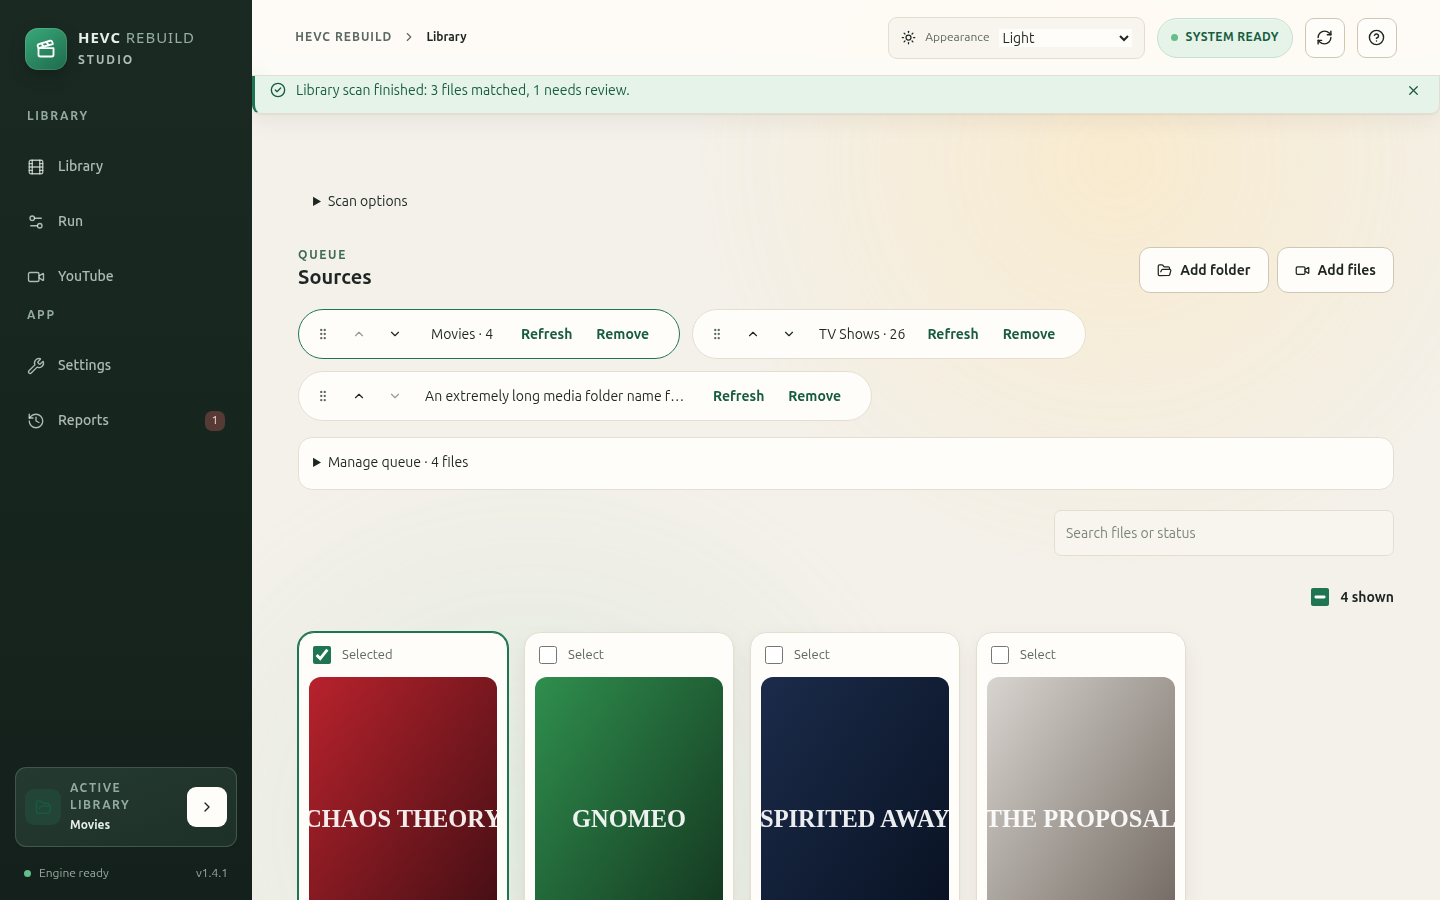 HEVC REBUILD
STUDIO
LIBRARY
Library
Run
YouTube
APP
Settings
Reports
1
ACTIVE
LIBRARY
Movies
Engine ready
v1.4.1
HEVC REBUILD
Library
Appearance
Light
SYSTEM READY
Library scan finished: 3 files matched, 1 needs review.
Scan options
QUEUE
Sources
Add folder
Add files
Movies · 4
Refresh
Remove
TV Shows · 26
Refresh
Remove
An extremely long media folder name f…
Refresh
Remove
Manage queue · 4 files
Search files or status
4 shown
Selected
Select
Select
Select
CHAOS THEORY
GNOMEO
SPIRITED AWAY
THE PROPOSAL